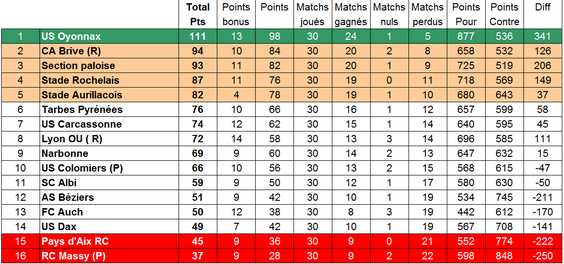 Total Points Points Matchs Matchs Matchs Matchs Points Points Diff
Pts bonus joués gagnés nuls perdus Pour Contre
1 US Oyonnax 111 13 98 30 24 1 5 877 536 341
2 CA Brive (R) 94 10 84 30 20 2 8 658 532 126
3 Section paloise 93 11 82 30 20 1 9 725 519 206
4 Stade Rochelais 87 11 76 30 19 0 11 718 569 149
5 Stade Aurillacois 82 4 78 30 19 1 10 680 643 37
6 Tarbes Pyrénées 76 10 66 30 16 1 12 657 599 58
7 US Carcassonne 74 12 62 30 15 1 14 640 595 45
8 Lyon OU ( R) 72 14 58 30 13 3 14 696 585 111
9 Narbonne 69 9 60 30 14 2 13 647 632 15
10 US Colomiers (P) 66 10 56 30 13 2 15 568 615 -47
11 SC Albi 59 9 50 30 12 1 17 580 630 -50
12 AS Béziers 51 9 42 30 10 1 19 534 745 -211
13 FC Auch 50 12 38 30 8 3 19 442 612 -170
14 US Dax 49 7 42 30 10 1 19 567 708 -141
15 Pays d'Aix RC 45 9 36 30 9 0 21 552 774 -222
16 RC Massy (P) 37 9 28 30 9 2 22 598 848 -250